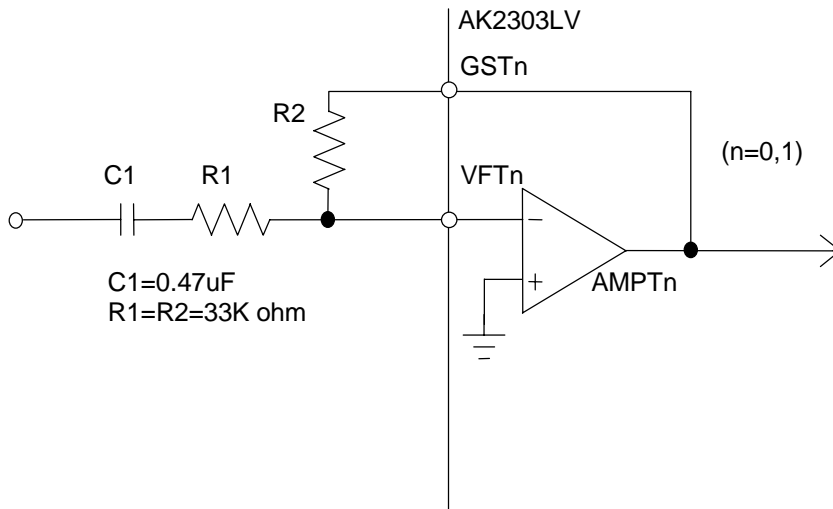 AK2303LV
GSTn
R2
(n=0,1)
C1
R1
VFTn
−
+
AMPTn
C1=0.47uF
R1=R2=33K ohm